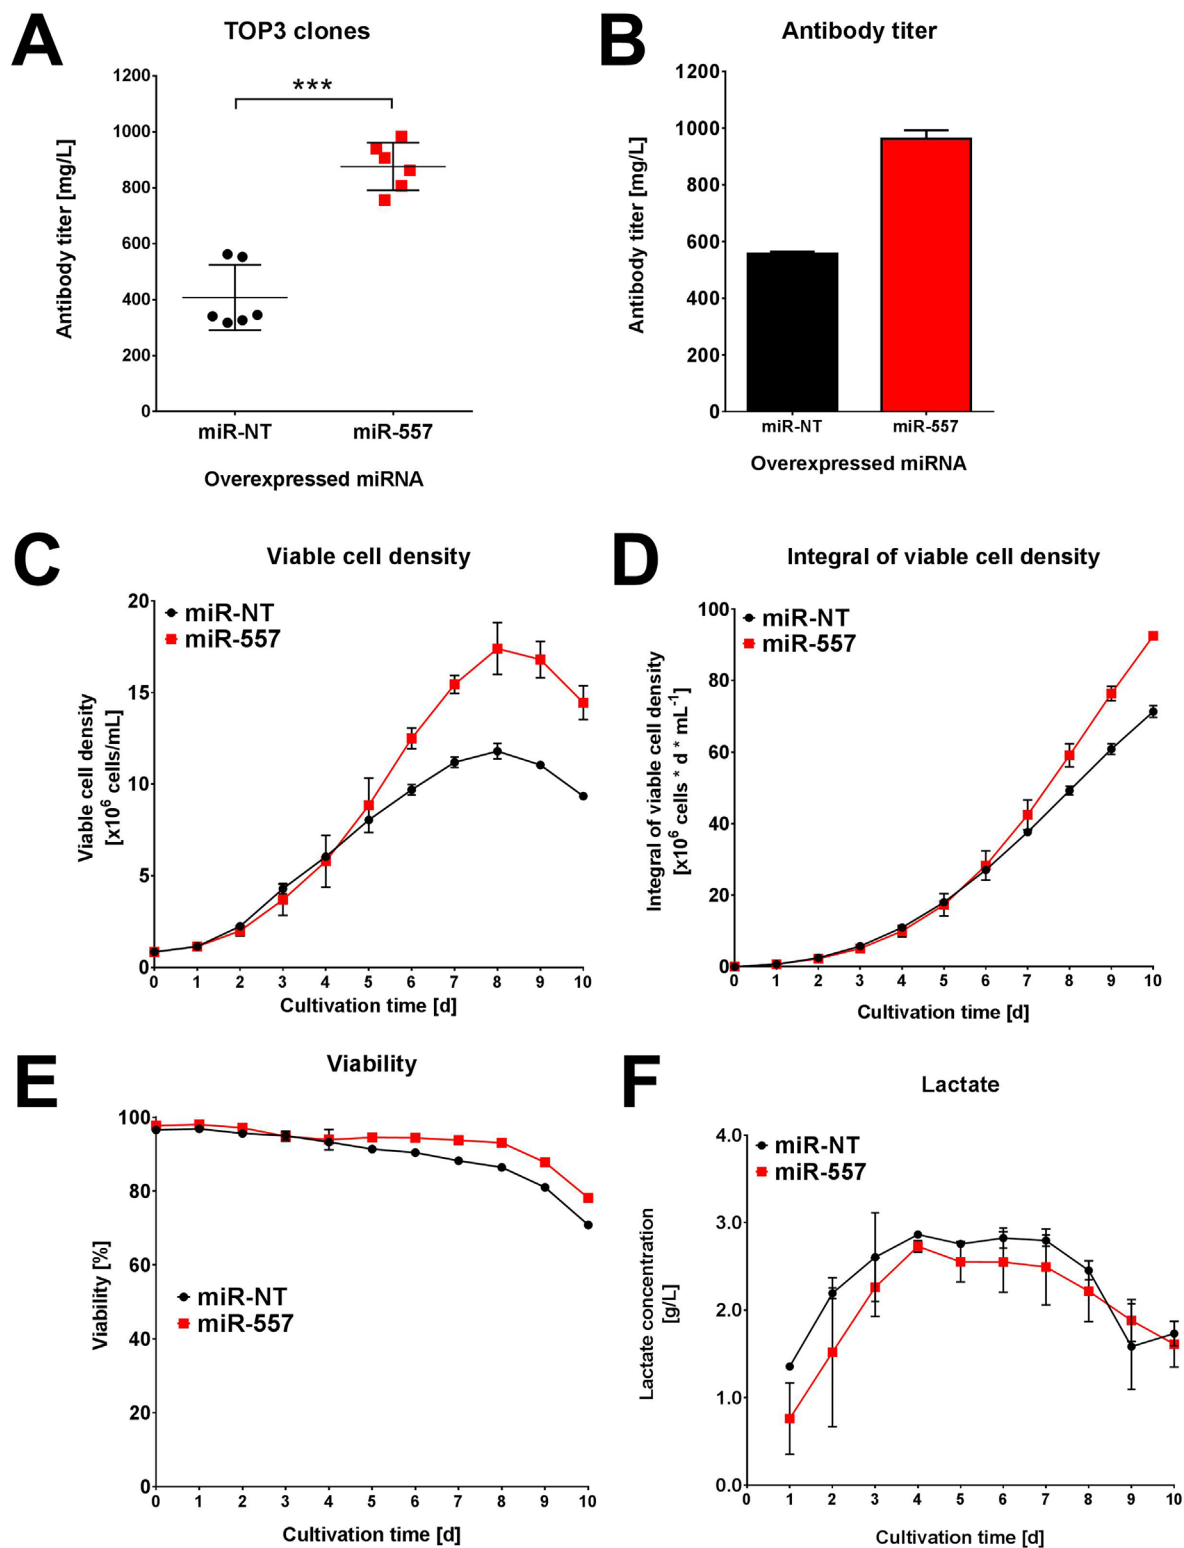 A
TOP3 clones
***
Antibody titer [mg/L]
1200
1000
800
600
400
200
0
miR-NT
miR-557
Overexpressed miRNA
B
Antibody titer
Antibody titer [mg/L]
1200
1000
800
600
400
200
0
miR-NT
miR-557
Overexpressed miRNA
C
Viable cell density
miR-NT
miR-557
Viable cell density
[x10⁶ cells/mL]
20
15
10
5
0
0 1 2 3 4 5 6 7 8 9 10
Cultivation time [d]
D
Integral of viable cell density
miR-NT
miR-557
Integral of viable cell density
[x10⁶ cells * d * mL⁻¹]
100
80
60
40
20
0
0 1 2 3 4 5 6 7 8 9 10
Cultivation time [d]
E
Viability
Viability [%]
100
80
60
40
20
0
miR-NT
miR-557
0 1 2 3 4 5 6 7 8 9 10
Cultivation time [d]
F
Lactate
miR-NT
miR-557
Lactate concentration
[g/L]
4.0
3.0
2.0
1.0
0.0
0 1 2 3 4 5 6 7 8 9 10
Cultivation time [d]